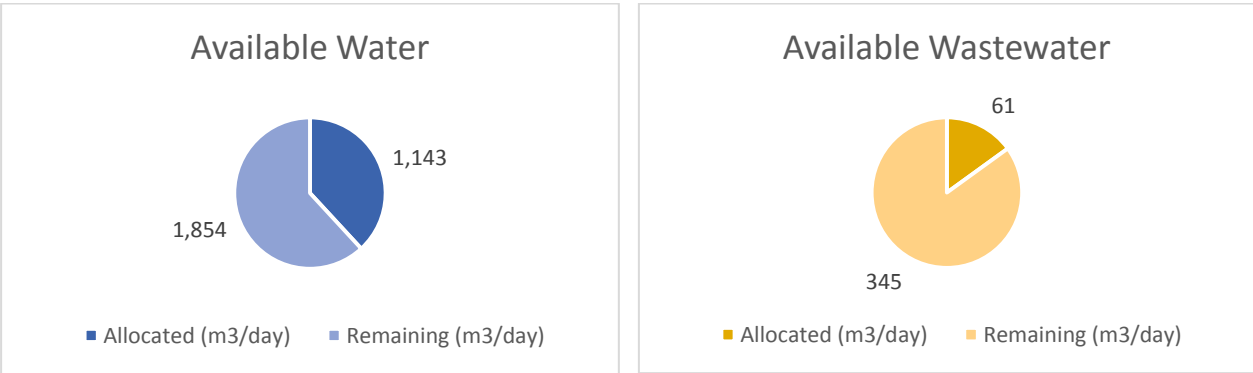 Available Water
1,143
1,854
Allocated (m3/day) Remaining (m3/day)
Available Wastewater
61
345
Allocated (m3/day) Remaining (m3/day)